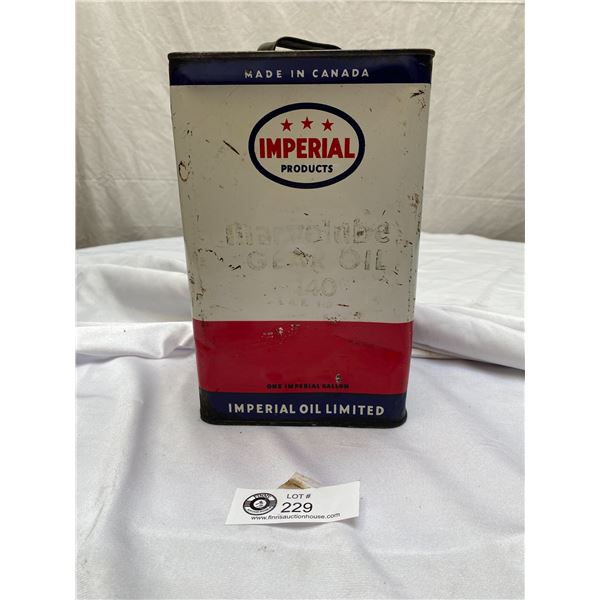 MADE IN CANADA
IMPERIAL
PRODUCTS
marvelube
GEAR OIL
140
ONE IMPERIAL GALLON
IMPERIAL OIL LIMITED
LOT #
229
www.finnsauctionhouse.com